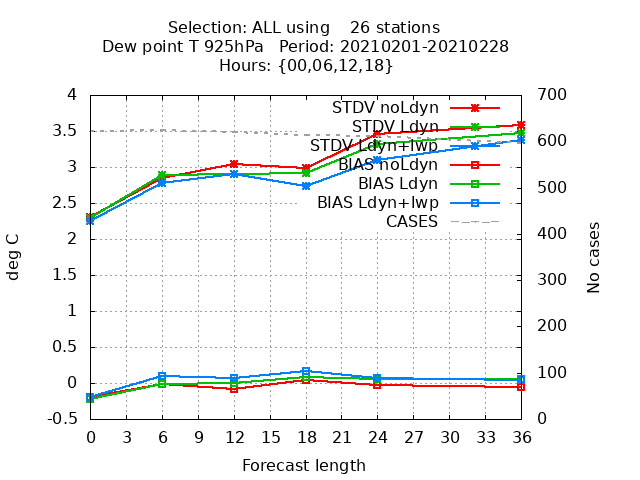 Selection: ALL using    26 stations
Dew point T 925hPa   Period: 20210201-20210228
Hours: {00,06,12,18}
4
3.5
3
2.5
2
1.5
1
0.5
0
-0.5
deg C
STDV noLdyn
STDV Ldyn
STDV Ldyn+lwp
BIAS noLdyn
BIAS Ldyn
BIAS Ldyn+lwp
CASES
700
600
500
400
300
200
100
0
No cases
0 3 6 9 12 15 18 21 24 27 30 33 36
Forecast length